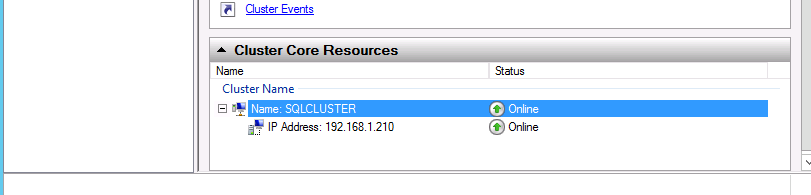 Cluster Events
Cluster Core Resources
Name Status
Cluster Name
Name: SQLCLUSTER Online
IP Address: 192.168.1.210 Online